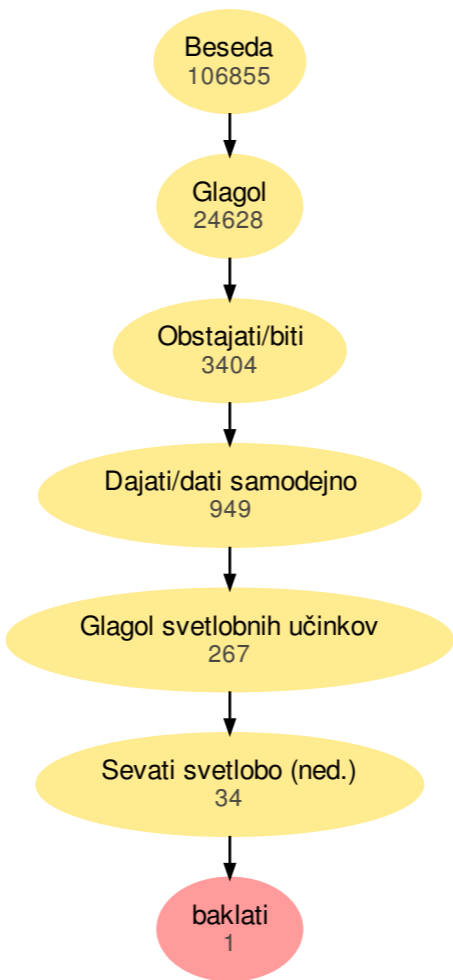 Beseda
106855
Glagol
24628
Obstajati/biti
3404
Dajati/dati samodejno
949
Glagol svetlobnih učinkov
267
Sevati svetlobo (ned.)
34
baklati
1